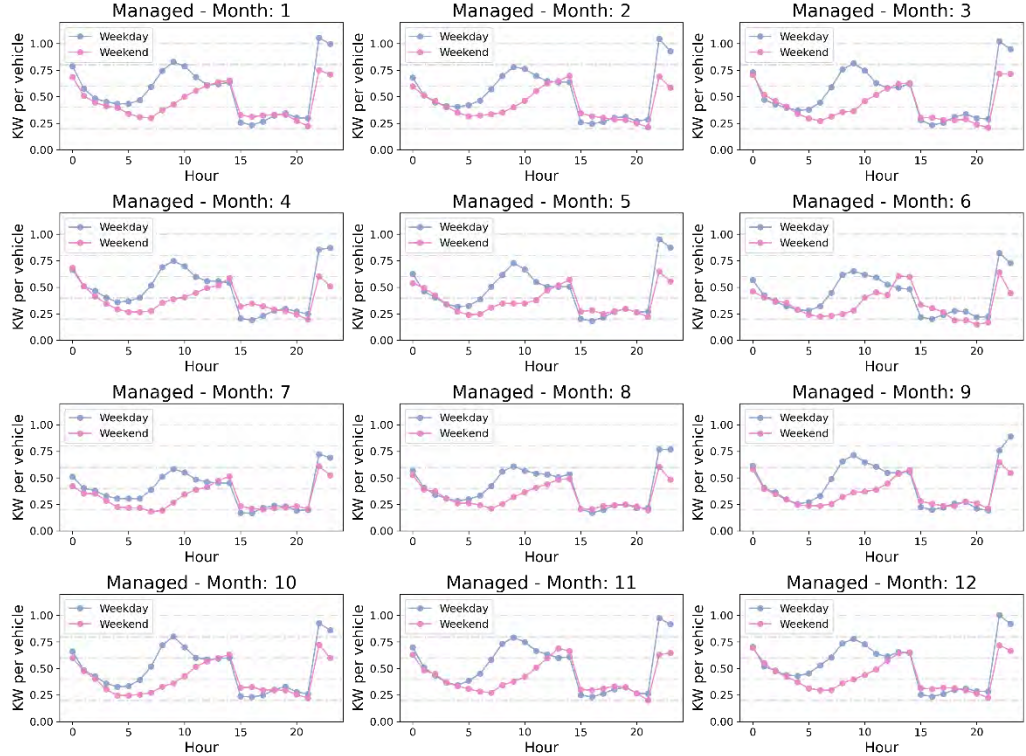 Managed - Month: 1
KW per vehicle
1.00
0.75
0.50
0.25
0.00
Weekday
Weekend
0
5
10
15
20
Hour
Managed - Month: 2
KW per vehicle
1.00
0.75
0.50
0.25
0.00
Weekday
Weekend
0
5
10
15
20
Hour
Managed - Month: 3
KW per vehicle
1.00
0.75
0.50
0.25
0.00
Weekday
Weekend
0
5
10
15
20
Hour
Managed - Month: 4
KW per vehicle
1.00
0.75
0.50
0.25
0.00
Weekday
Weekend
0
5
10
15
20
Hour
Managed - Month: 5
KW per vehicle
1.00
0.75
0.50
0.25
0.00
Weekday
Weekend
0
5
10
15
20
Hour
Managed - Month: 6
KW per vehicle
1.00
0.75
0.50
0.25
0.00
Weekday
Weekend
0
5
10
15
20
Hour
Managed - Month: 7
KW per vehicle
1.00
0.75
0.50
0.25
0.00
Weekday
Weekend
0
5
10
15
20
Hour
Managed - Month: 8
KW per vehicle
1.00
0.75
0.50
0.25
0.00
Weekday
Weekend
0
5
10
15
20
Hour
Managed - Month: 9
KW per vehicle
1.00
0.75
0.50
0.25
0.00
Weekday
Weekend
0
5
10
15
20
Hour
Managed - Month: 10
KW per vehicle
1.00
0.75
0.50
0.25
0.00
Weekday
Weekend
0
5
10
15
20
Hour
Managed - Month: 11
KW per vehicle
1.00
0.75
0.50
0.25
0.00
Weekday
Weekend
0
5
10
15
20
Hour
Managed - Month: 12
KW per vehicle
1.00
0.75
0.50
0.25
0.00
Weekday
Weekend
0
5
10
15
20
Hour